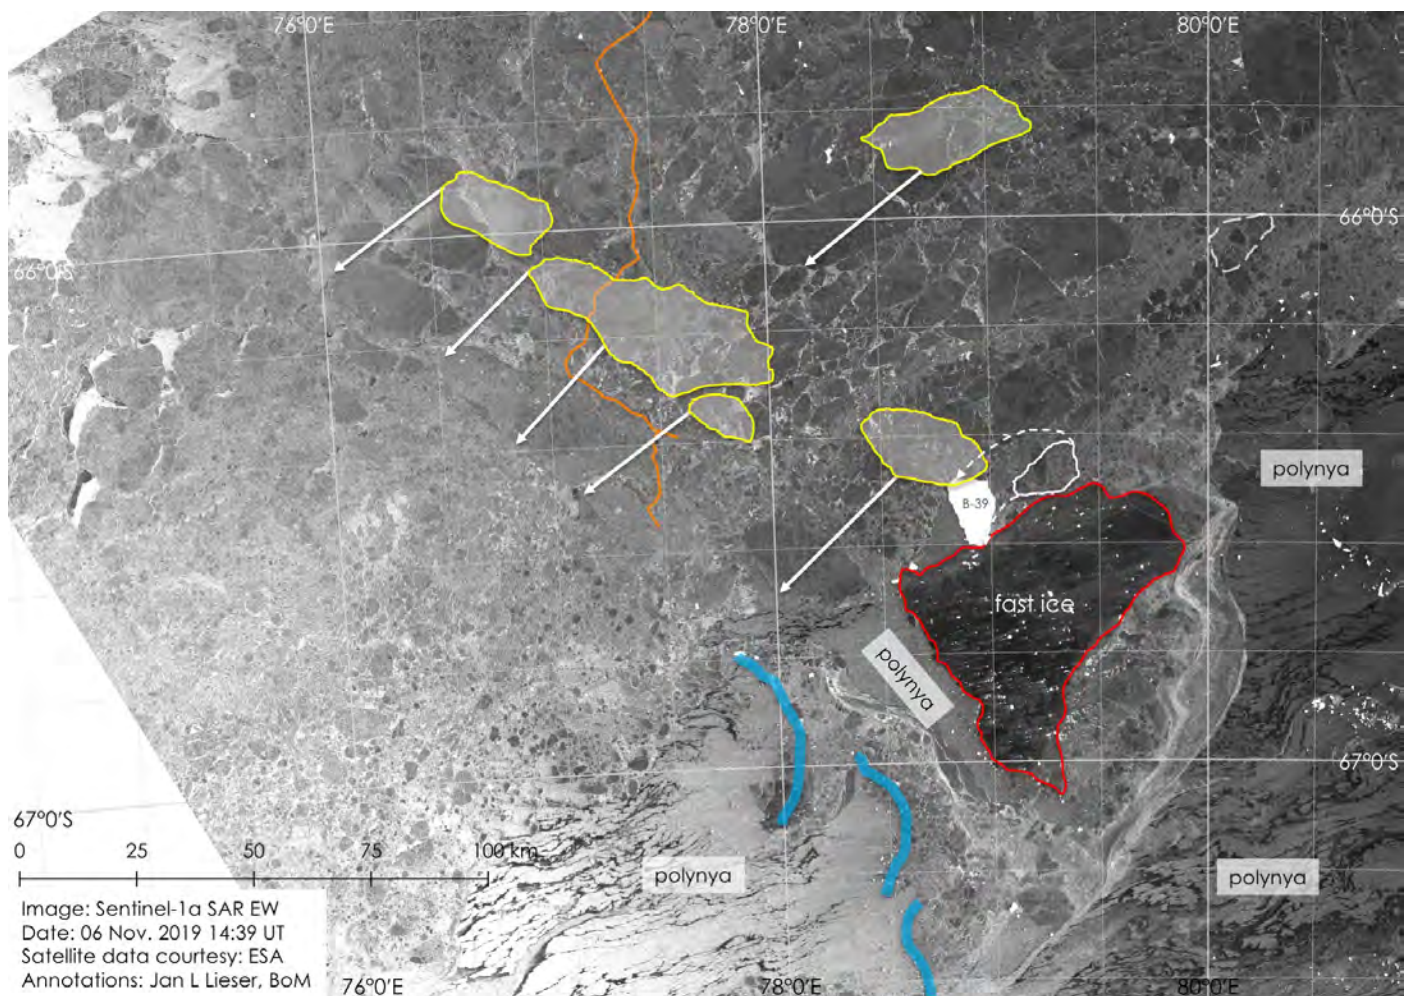 76°0'E
78°0'E
80°0'E
66°0'S
66°0'S
polynya
B-39
fast ice
polynya
67°0'S
67°0'S
0 25 50 75 100 km
polynya
polynya
Image: Sentinel-1a SAR EW
Date: 06 Nov. 2019 14:39 UT
Satellite data courtesy: ESA
Annotations: Jan L Lieser, BoM
76°0'E
78°0'E
80°0'E